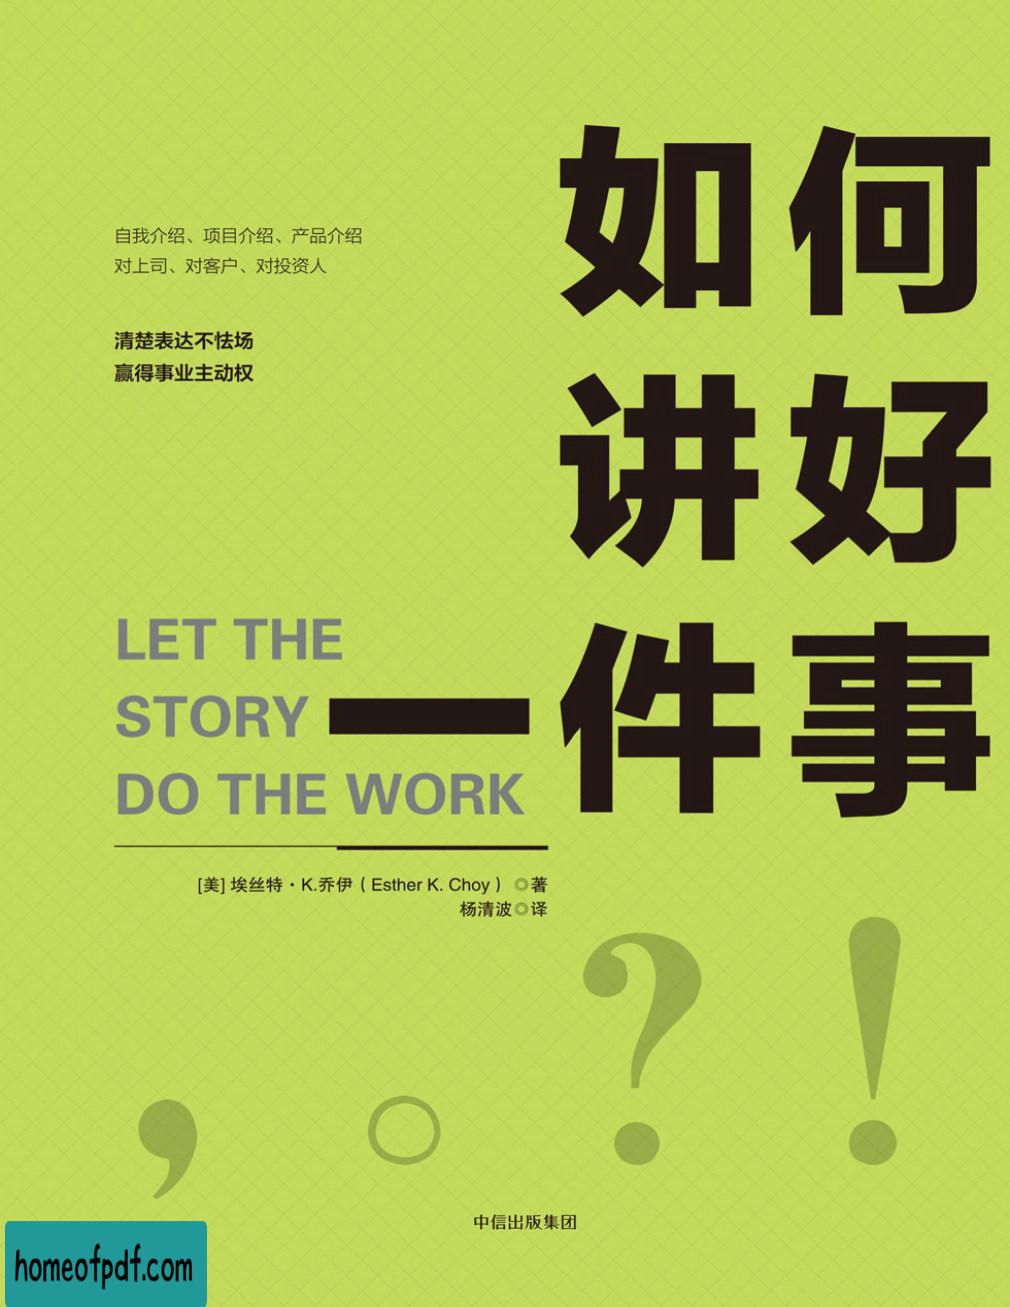 如何
讲好
一件事
自我介绍、项目介绍、产品介绍
对上司、对客户、对投资人
清楚表达不怯场
赢得事业主动权
LET THE
STORY
DO THE WORK
[美] 埃丝特·K.乔伊（Esther K. Choy）◎著
杨清波◎译
，。？！
中信出版集团
homeofpdf.com